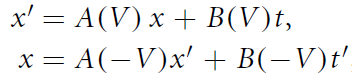 x′ = A(V) x + B(V)t,
x = A(−V)x′ + B(−V)t′